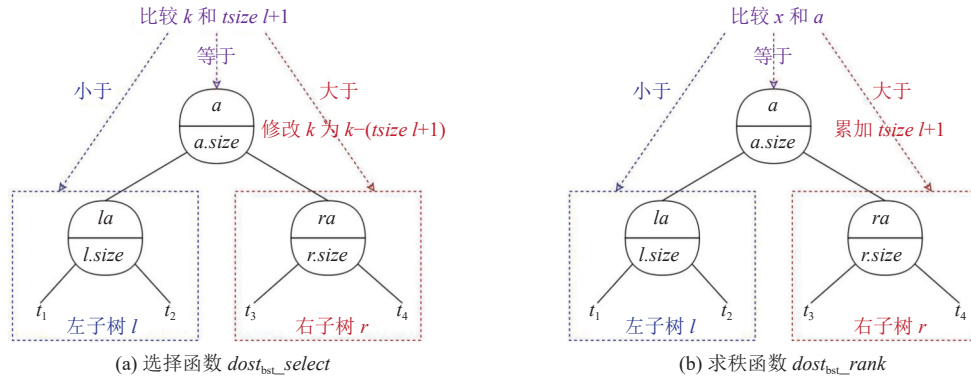 比较 k 和 tsize l+1
小于
等于
大于
修改 k 为 k−(tsize l+1)
a
a.size
la
l.size
ra
r.size
t1
t2
t3
t4
左子树 l
右子树 r
(a) 选择函数 dostbst_select
比较 x 和 a
小于
等于
大于
累加 tsize l+1
a
a.size
la
l.size
ra
r.size
t1
t2
t3
t4
左子树 l
右子树 r
(b) 求秩函数 dostbst_rank